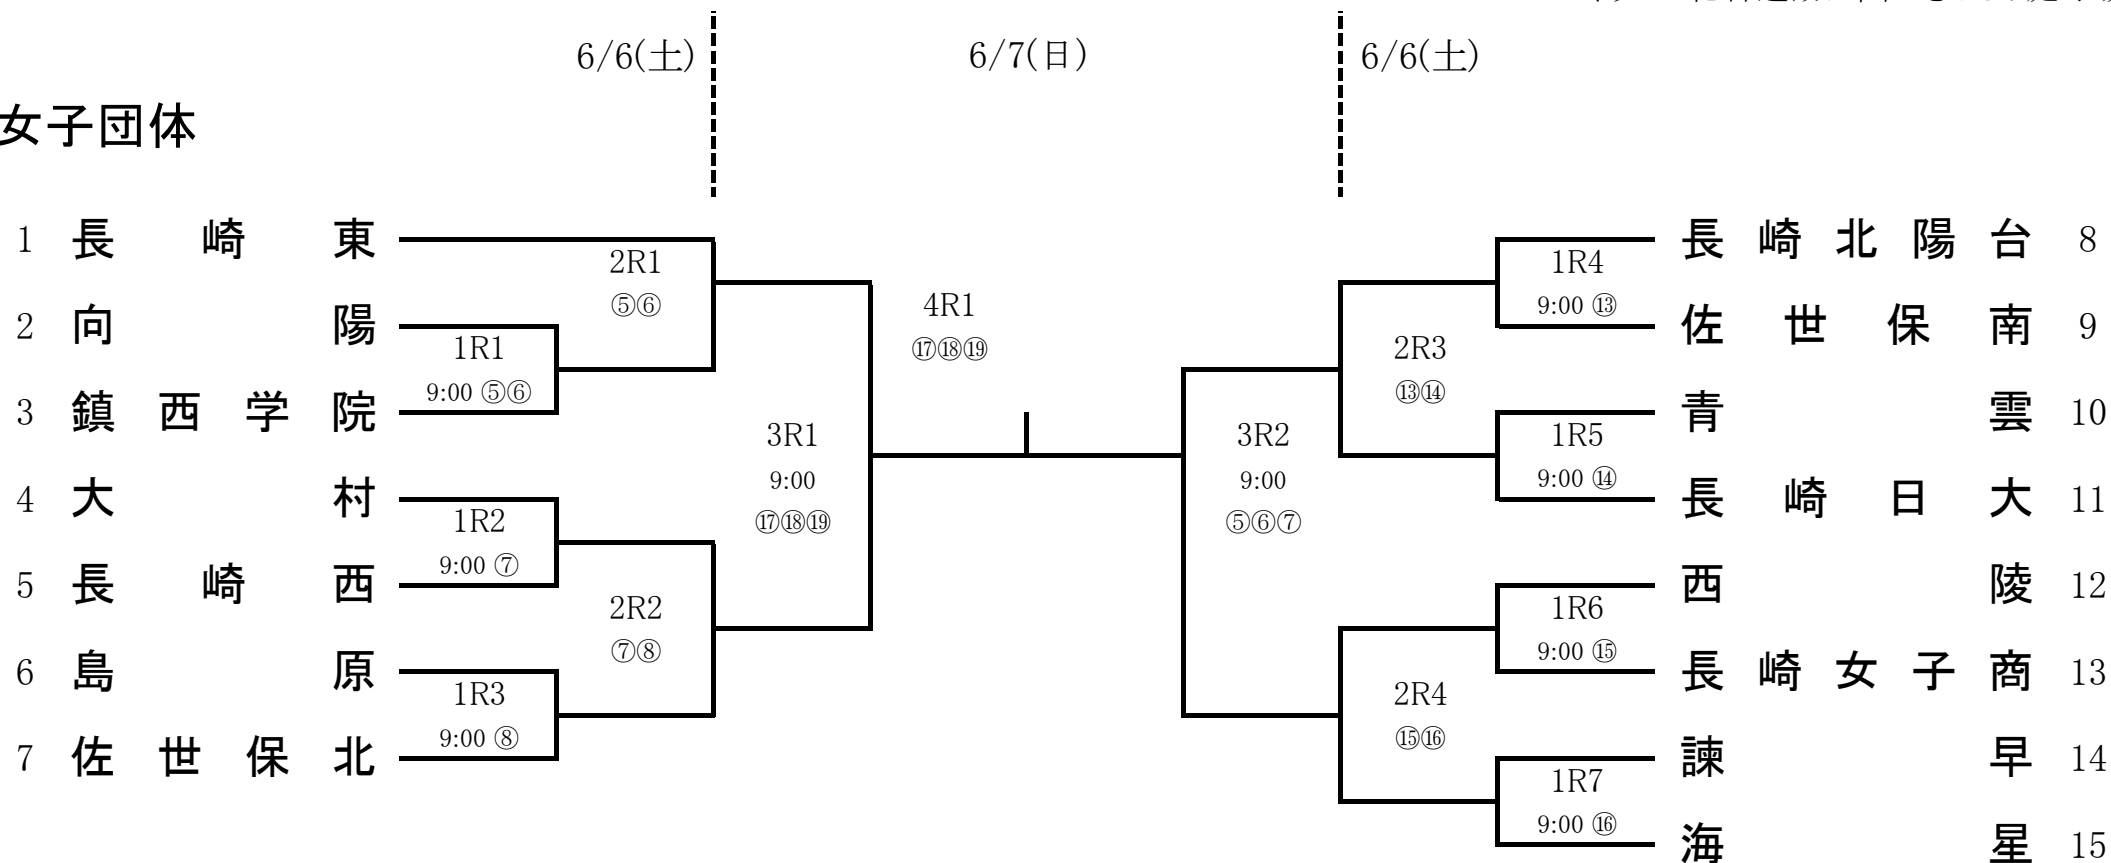 6/6(土) 6/7(日) 6/6(土)
女子団体
1 長崎東
2 向陽
3 鎮西学院
4 大村
5 長崎西
6 島原
7 佐世保北
1R1
9:00 ⑤⑥
1R2
9:00 ⑦
1R3
9:00 ⑧
2R1
⑤⑥
2R2
⑦⑧
3R1
9:00
⑰⑱⑲
4R1
⑰⑱⑲
3R2
9:00
⑤⑥⑦
2R3
⑬⑭
2R4
⑮⑯
1R4
9:00 ⑬
1R5
9:00 ⑭
1R6
9:00 ⑮
1R7
9:00 ⑯
長崎北陽台 8
佐世保南 9
青雲 10
長崎日大 11
西陵 12
長崎女子商 13
諫早 14
海星 15